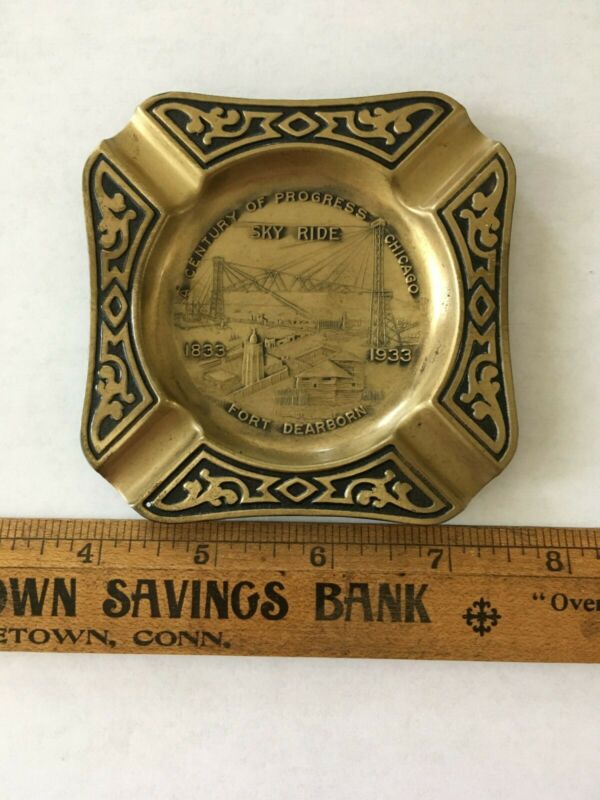 A CENTURY OF PROGRESS CHICAGO
SKY RIDE
1833 1933
FORT DEARBORN
4 5 6 7 8
OWN SAVINGS BANK "Over
ETOWN, CONN.